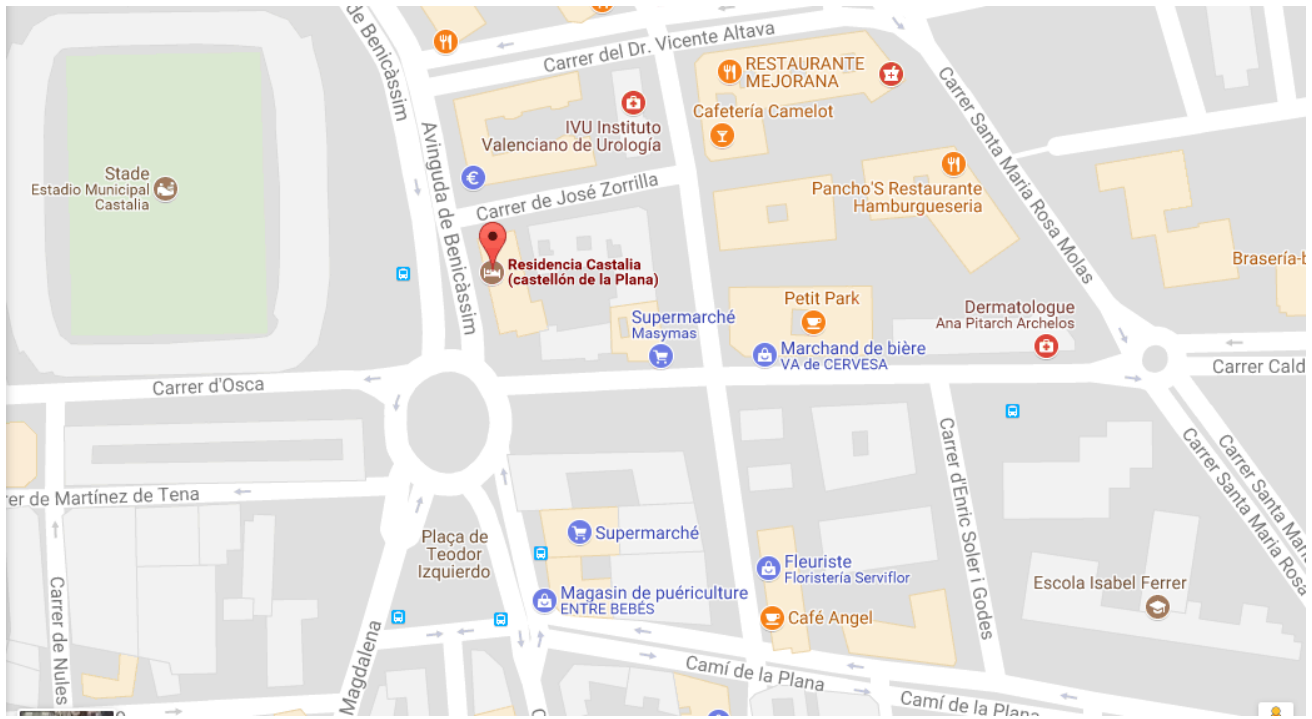 de Benicàssim
Carrer del Dr. Vicente Altava
RESTAURANTE
MEJORANA
Cafetería Camelot
IVU Instituto
Valenciano de Urología
Avinguda de Benicàssim
Carrer Santa Maria Rosa Molas
Stade
Estadio Municipal
Castalia
€
Carrer de José Zorrilla
Pancho'S Restaurante
Hamburgueseria
Residencia Castalia
(castellón de la Plana)
Brasería-b
Petit Park
Dermatologue
Ana Pitarch Archelos
Supermarché
Masymas
Marchand de bière
VA de CERVESA
Carrer d'Osca
Carrer Cald
rer de Martínez de Tena
Carrer d'Enric Soler i Godes
Carrer Santa Maria Rosa
Carrer Santa Mari
Plaça de
Teodor
Izquierdo
Supermarché
Fleuriste
Floristería Serviflor
Magasin de puériculture
ENTRE BEBÉS
Escola Isabel Ferrer
Café Angel
Carrer de Nules
Magdalena
Camí de la Plana
Camí de la Plana